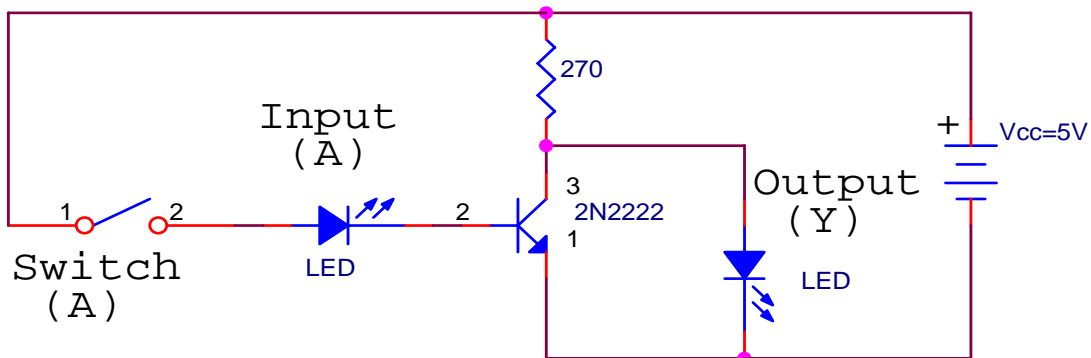 270
Input
(A)
+
Vcc=5V
1
2
Switch
(A)
LED
2
3
2N2222
1
Output
(Y)
LED